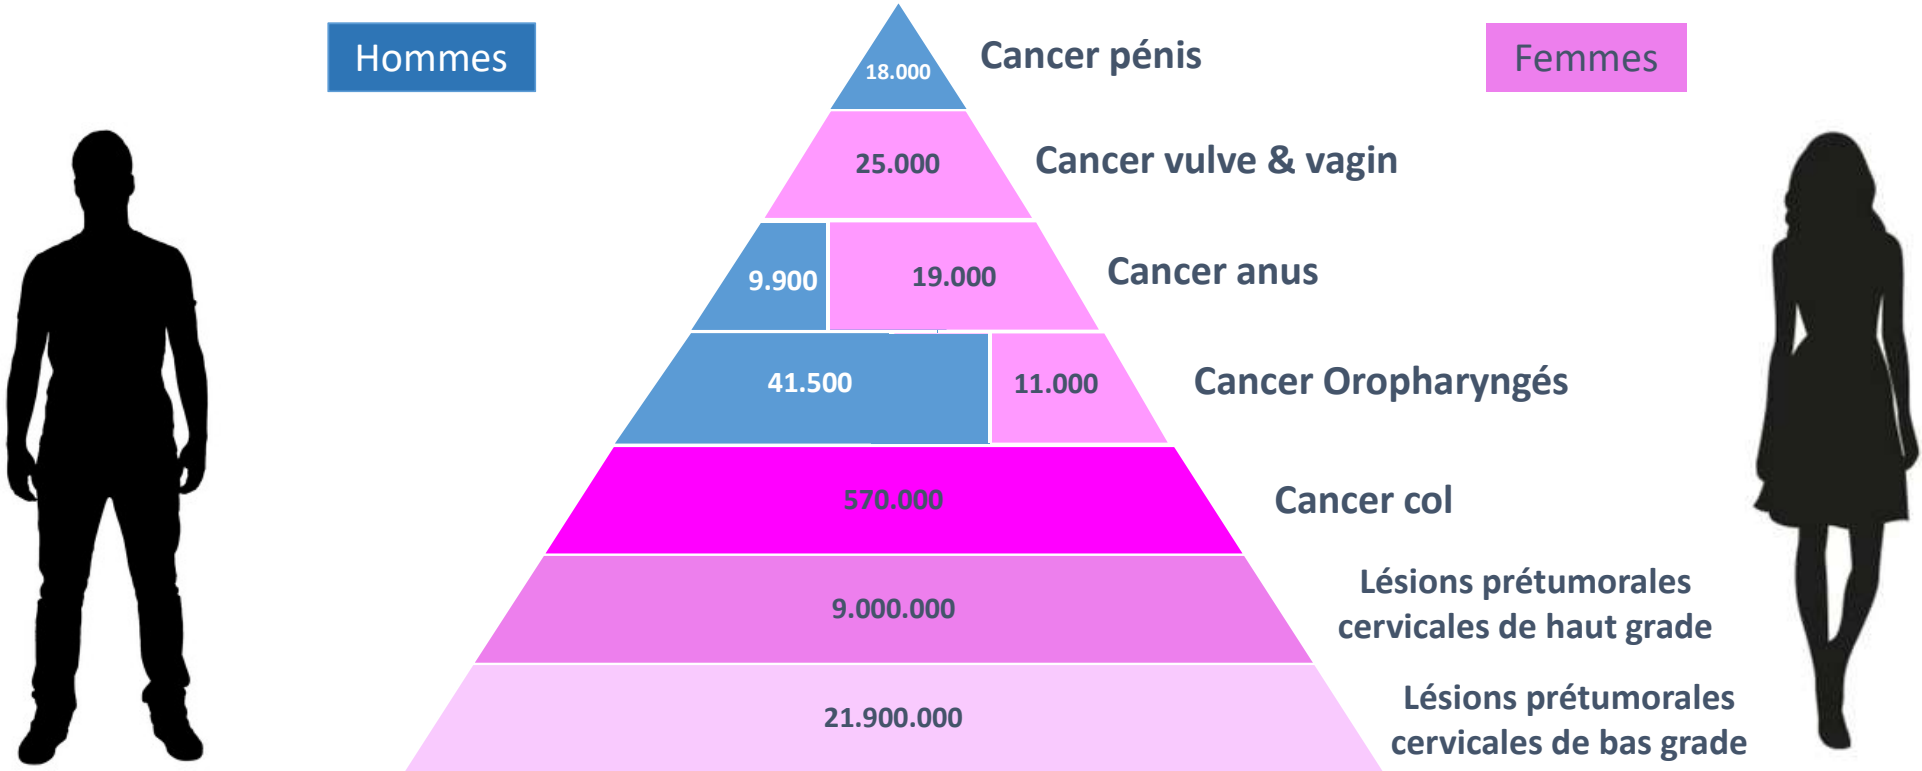 Hommes
Femmes
18.000
Cancer pénis
25.000
Cancer vulve & vagin
9.900
19.000
Cancer anus
41.500
11.000
Cancer Oropharyngés
570.000
Cancer col
9.000.000
Lésions prétumorales
cervicales de haut grade
21.900.000
Lésions prétumorales
cervicales de bas grade